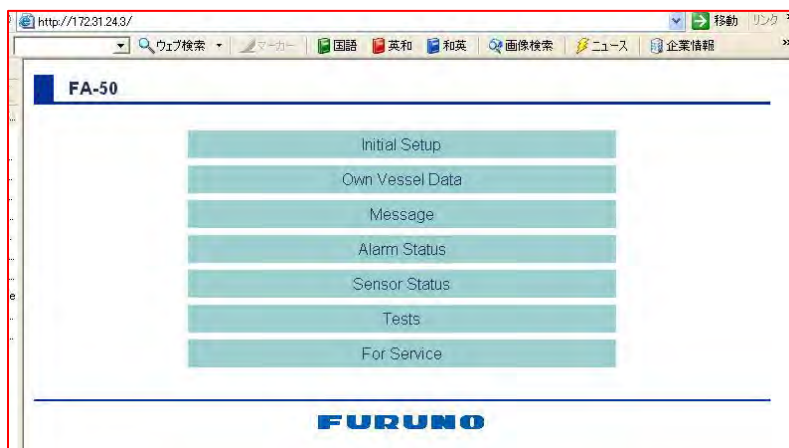 http://172.31.24.3/ 移動 リンク »
ウェブ検索 マーカー 国語 英和 和英 画像検索 ニュース 企業情報 »
FA-50
Initial Setup
Own Vessel Data
Message
Alarm Status
Sensor Status
Tests
For Service
FURUNO